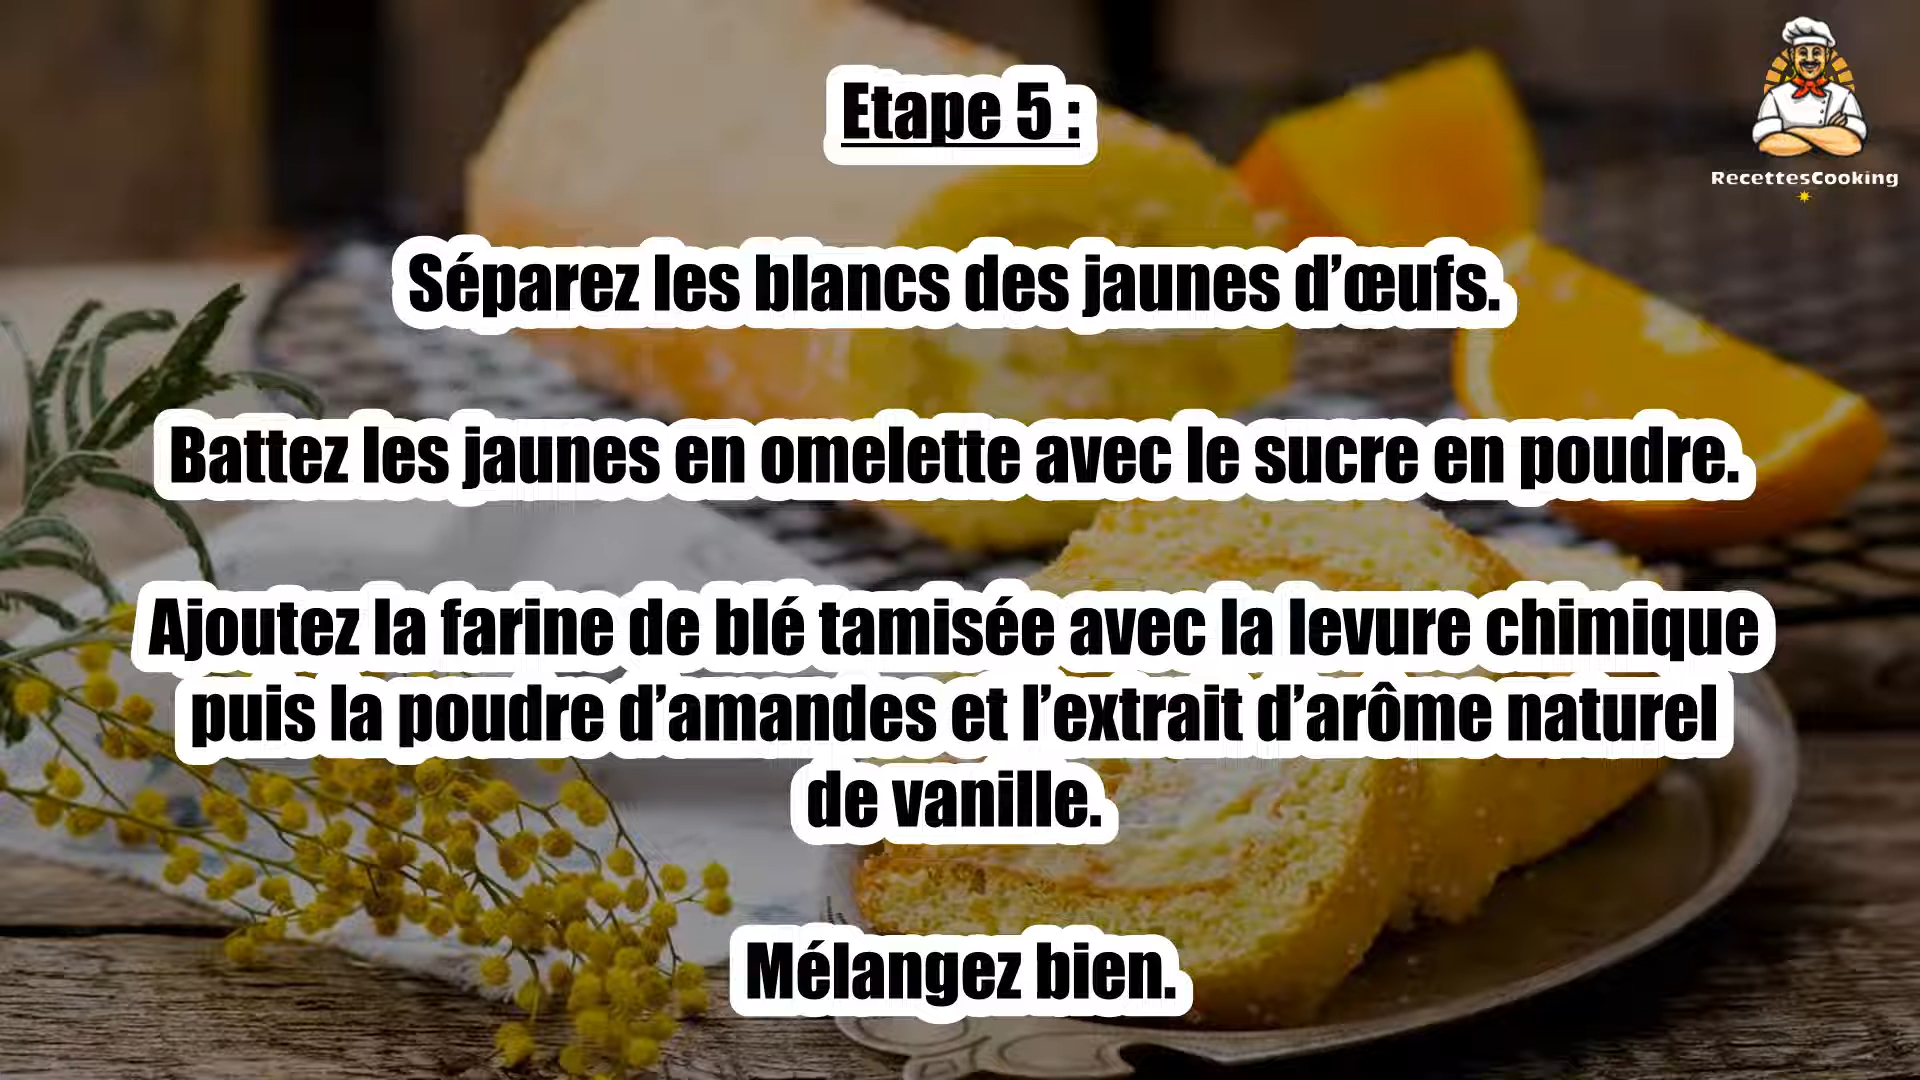 Etape 5 :
RecettesCooking
Séparez les blancs des jaunes d’œufs.
Battez les jaunes en omelette avec le sucre en poudre.
Ajoutez la farine de blé tamisée avec la levure chimique
puis la poudre d’amandes et l’extrait d’arôme naturel
de vanille.
Mélangez bien.